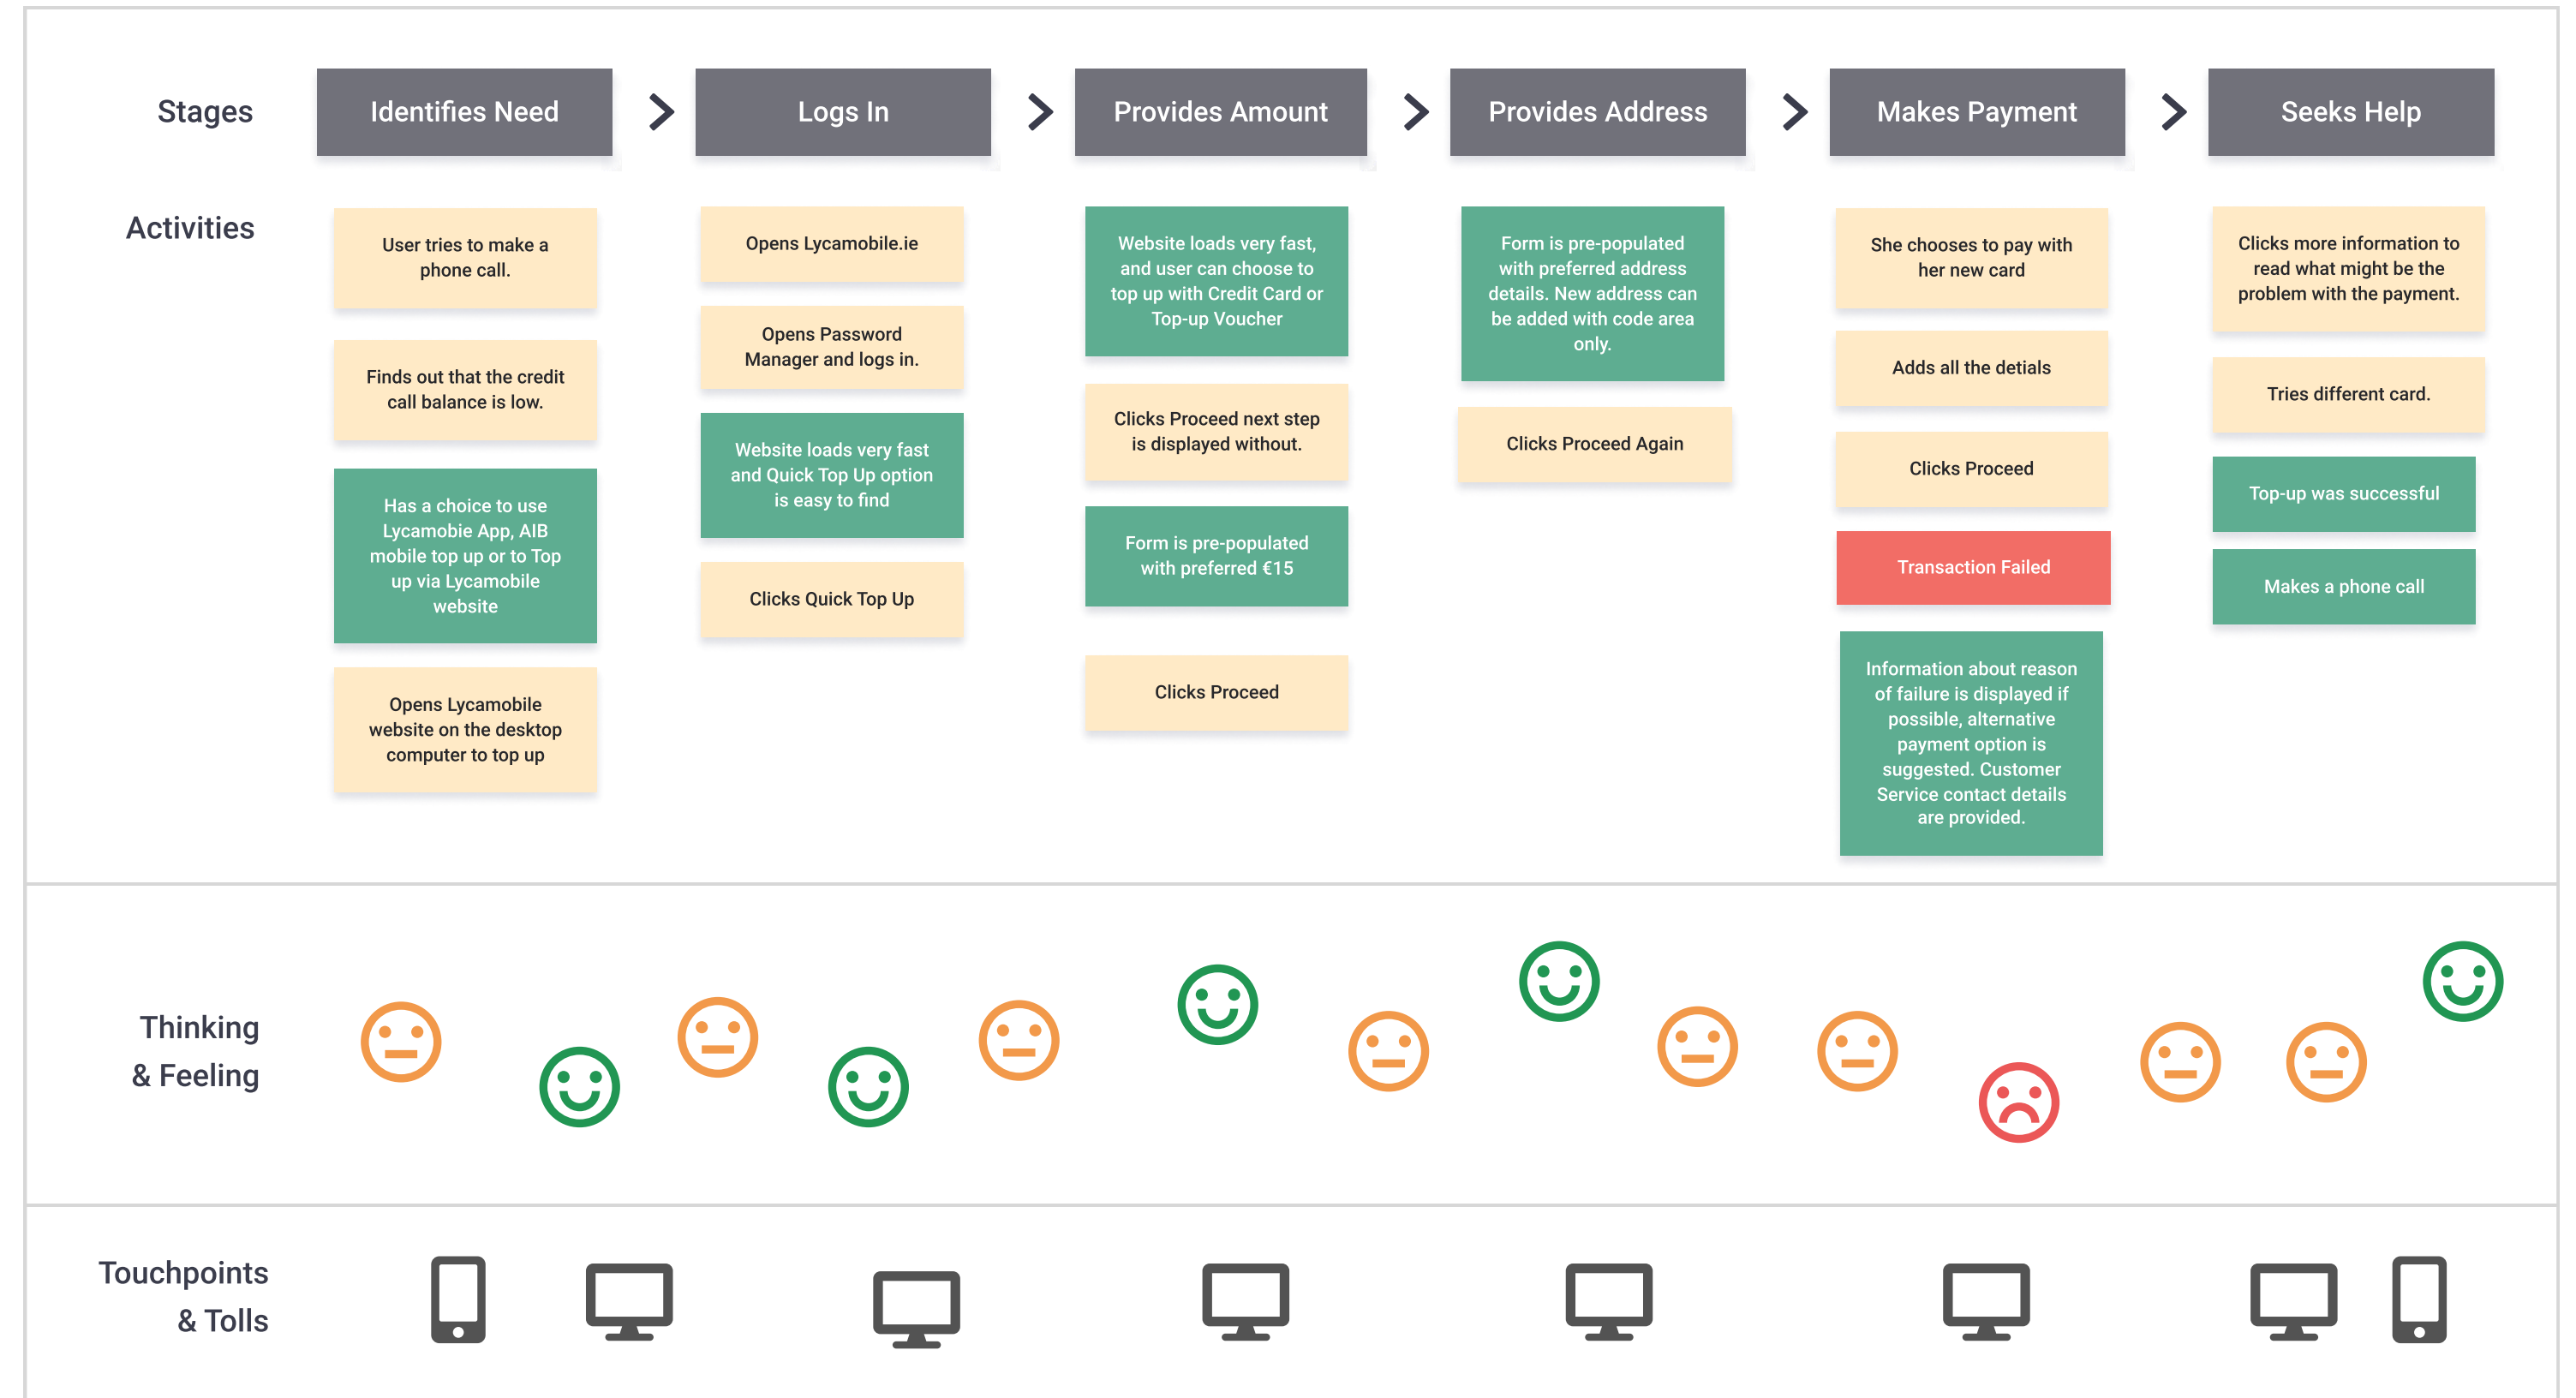 Stages
Identifies Need
Logs In
Provides Amount
Provides Address
Makes Payment
Seeks Help
Activities
User tries to make a
phone call.
Finds out that the credit
call balance is low.
Has a choice to use
Lycamobie App, AIB
mobile top up or to Top
up via Lycamobile
website
Opens Lycamobile
website on the desktop
computer to top up
Opens Lycamobile.ie
Opens Password
Manager and logs in.
Website loads very fast
and Quick Top Up option
is easy to find
Clicks Quick Top Up
Website loads very fast,
and user can choose to
top up with Credit Card or
Top-up Voucher
Clicks Proceed next step
is displayed without.
Form is pre-populated
with preferred €15
Clicks Proceed
Form is pre-populated
with preferred address
details. New address can
be added with code area
only.
Clicks Proceed Again
She chooses to pay with
her new card
Adds all the detials
Clicks Proceed
Transaction Failed
Information about reason
of failure is displayed if
possible, alternative
payment option is
suggested. Customer
Service contact details
are provided.
Clicks more information to
read what might be the
problem with the payment.
Tries different card.
Top-up was successful
Makes a phone call
Thinking
& Feeling
Touchpoints
& Tolls